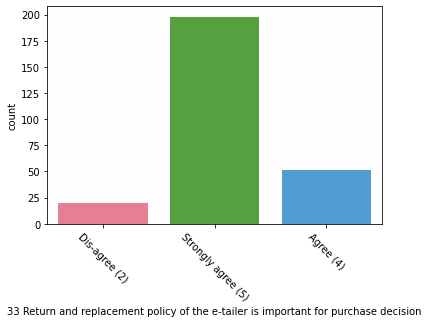 200
175
150
125
100
75
50
25
0
count
Dis-agree (2)
Strongly agree (5)
Agree (4)
33 Return and replacement policy of the e-tailer is important for purchase decision